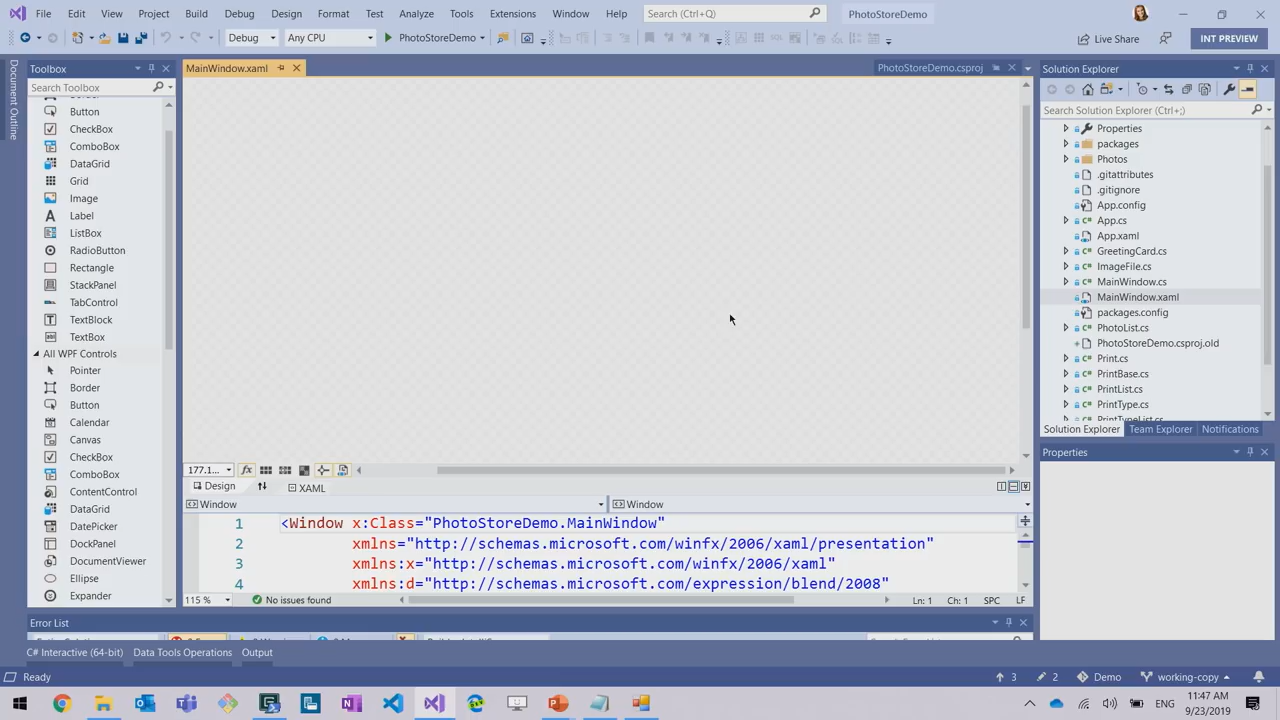 File Edit View Project Build Debug Design Format Test Analyze Tools Extensions Window Help Search (Ctrl+Q) PhotoStoreDemo
Debug Any CPU PhotoStoreDemo Live Share INT PREVIEW
Document Outline
Toolbox
Search Toolbox
Button
CheckBox
ComboBox
DataGrid
Grid
Image
Label
ListBox
RadioButton
Rectangle
StackPanel
TabControl
TextBlock
TextBox
All WPF Controls
Pointer
Border
Button
Calendar
Canvas
CheckBox
ComboBox
ContentControl
DataGrid
DatePicker
DockPanel
DocumentViewer
Ellipse
Expander
MainWindow.xaml PhotoStoreDemo.csproj
177.1...
Design XAML
Window Window
1 <Window x:Class="PhotoStoreDemo.MainWindow"
2 xmlns="http://schemas.microsoft.com/winfx/2006/xaml/presentation"
3 xmlns:x="http://schemas.microsoft.com/winfx/2006/xaml"
4 xmlns:d="http://schemas.microsoft.com/expression/blend/2008"
115 % No issues found Ln: 1 Ch: 1 SPC LF
Solution Explorer
Search Solution Explorer (Ctrl+;)
Properties
packages
Photos
.gitattributes
.gitignore
App.config
App.cs
App.xaml
GreetingCard.cs
ImageFile.cs
MainWindow.cs
MainWindow.xaml
packages.config
PhotoList.cs
PhotoStoreDemo.csproj.old
Print.cs
PrintBase.cs
PrintList.cs
PrintType.cs
PrintTypeList.cs
Solution Explorer Team Explorer Notifications
Properties
Error List
C# Interactive (64-bit) Data Tools Operations Output
Ready 3 2 Demo working-copy
ENG 11:47 AM
9/23/2019